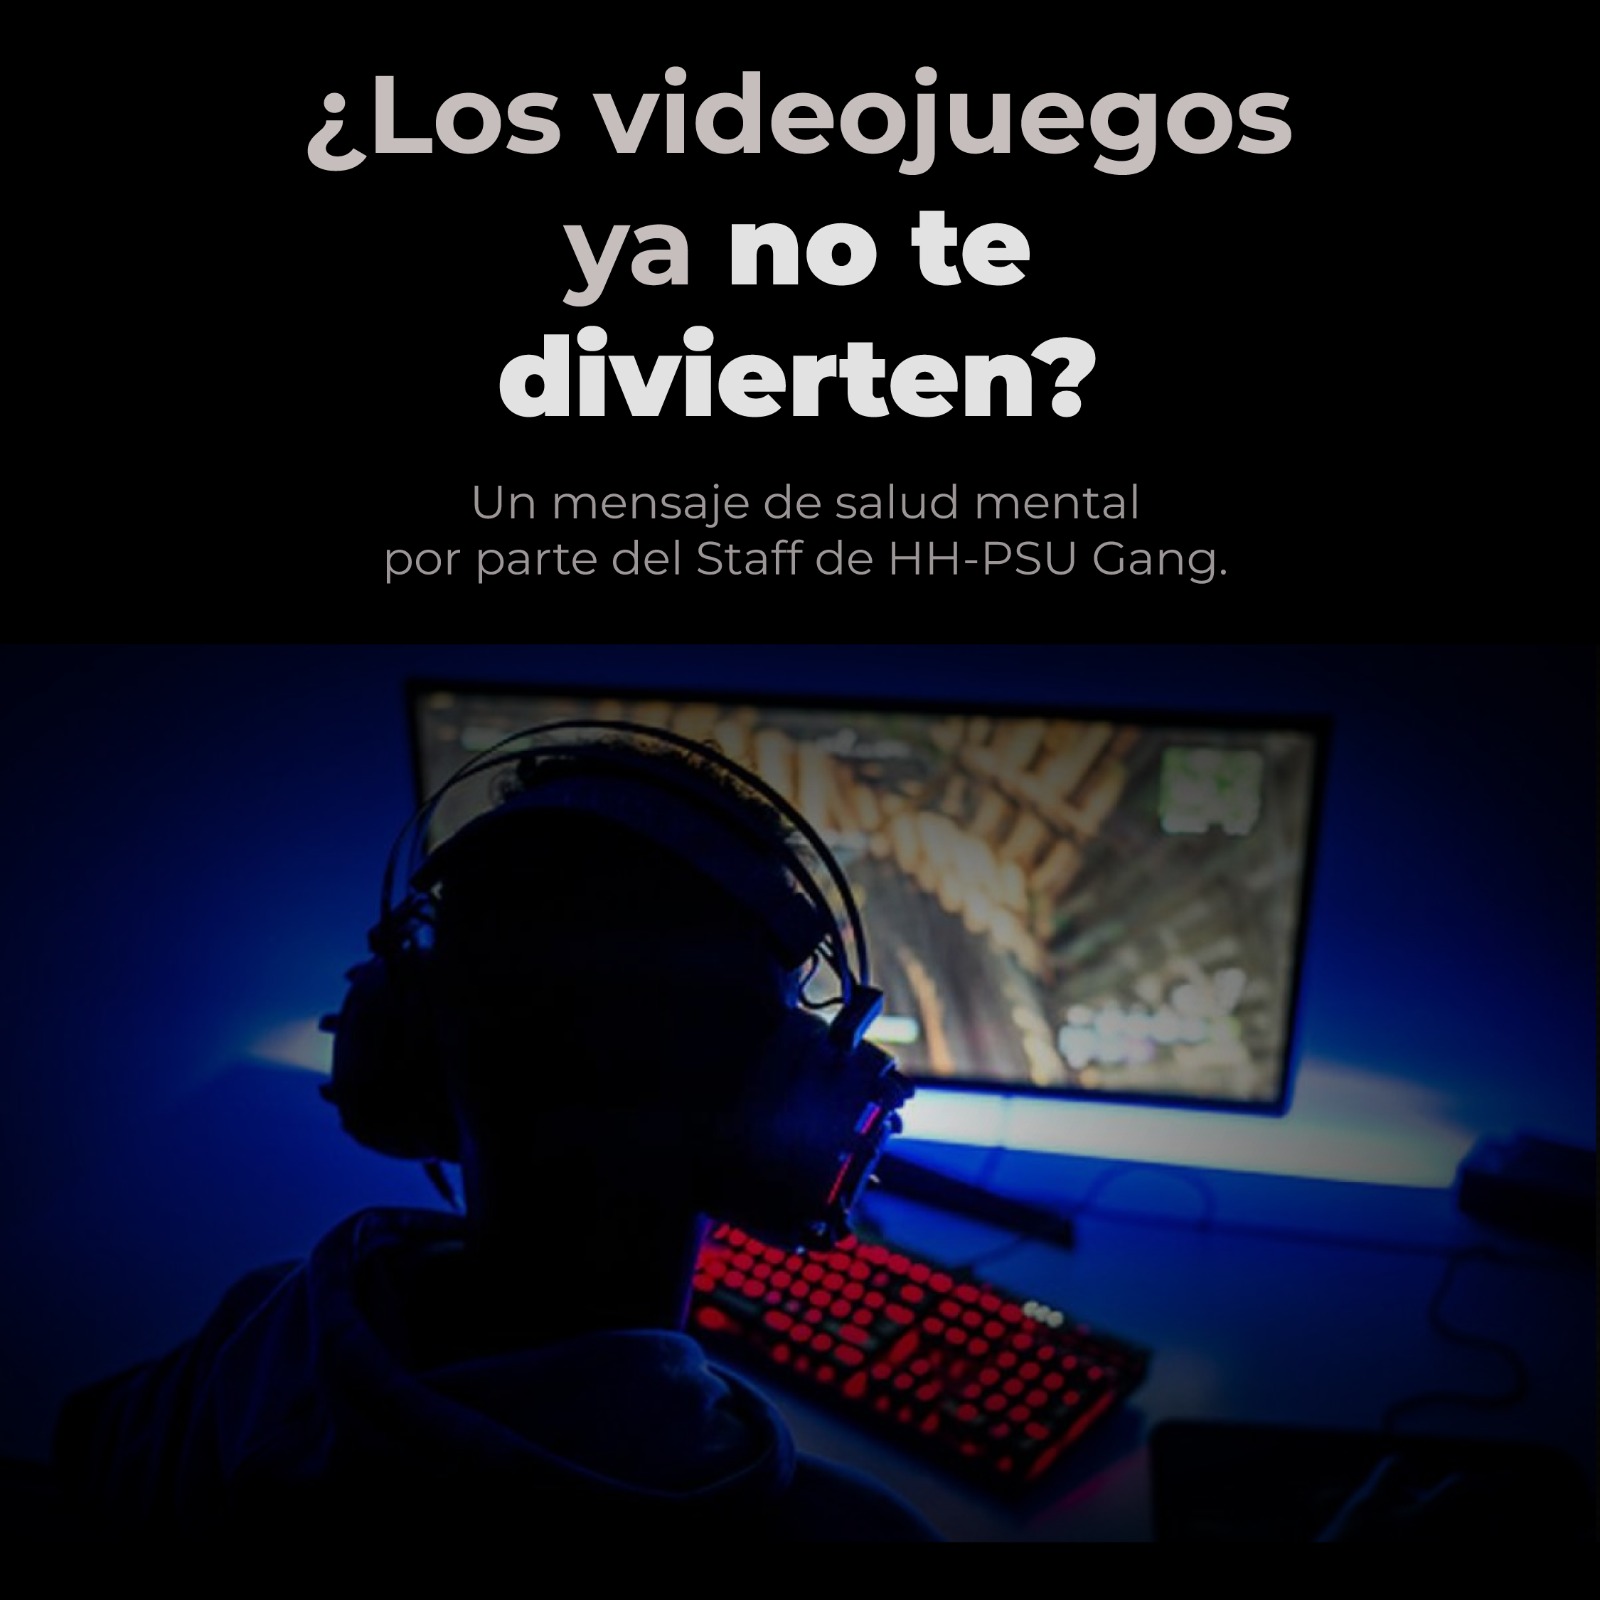 ¿Los videojuegos
ya no te
divierten?
Un mensaje de salud mental
por parte del Staff de HH-PSU Gang.